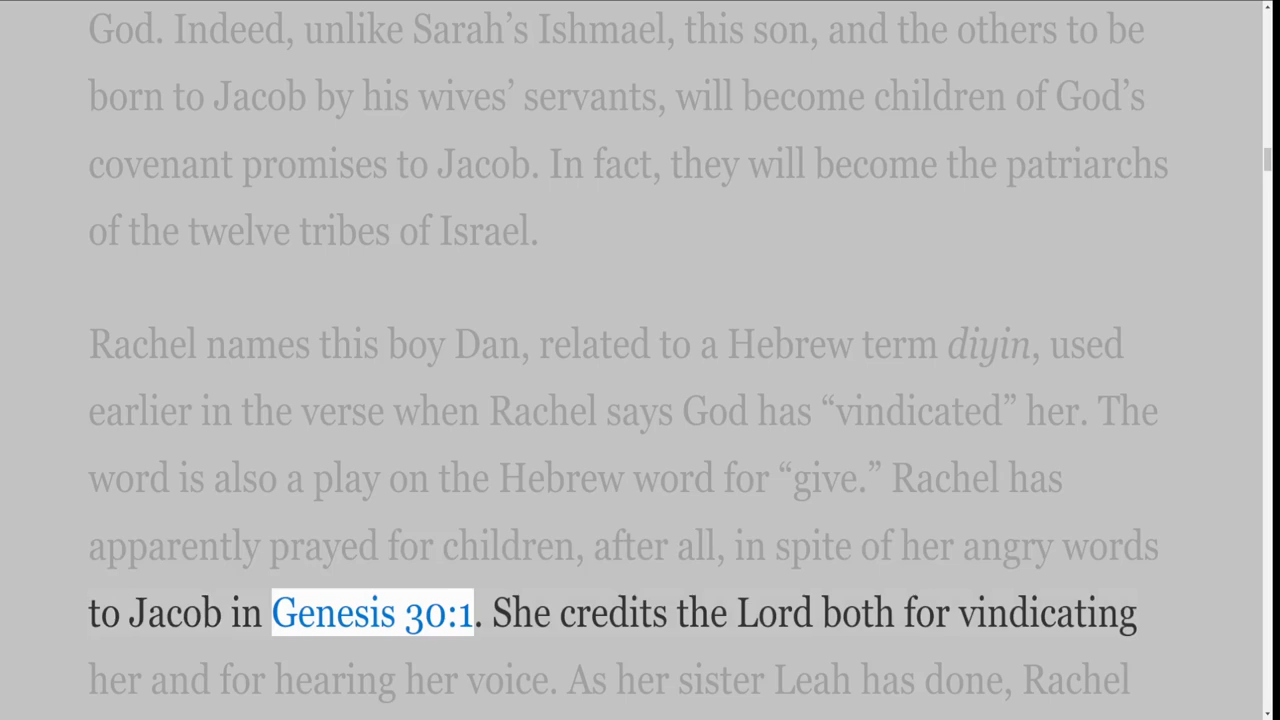 God. Indeed, unlike Sarah’s Ishmael, this son, and the others to be
born to Jacob by his wives’ servants, will become children of God’s
covenant promises to Jacob. In fact, they will become the patriarchs
of the twelve tribes of Israel.
Rachel names this boy Dan, related to a Hebrew term diyin, used
earlier in the verse when Rachel says God has “vindicated” her. The
word is also a play on the Hebrew word for “give.” Rachel has
apparently prayed for children, after all, in spite of her angry words
to Jacob in Genesis 30:1. She credits the Lord both for vindicating
her and for hearing her voice. As her sister Leah has done, Rachel